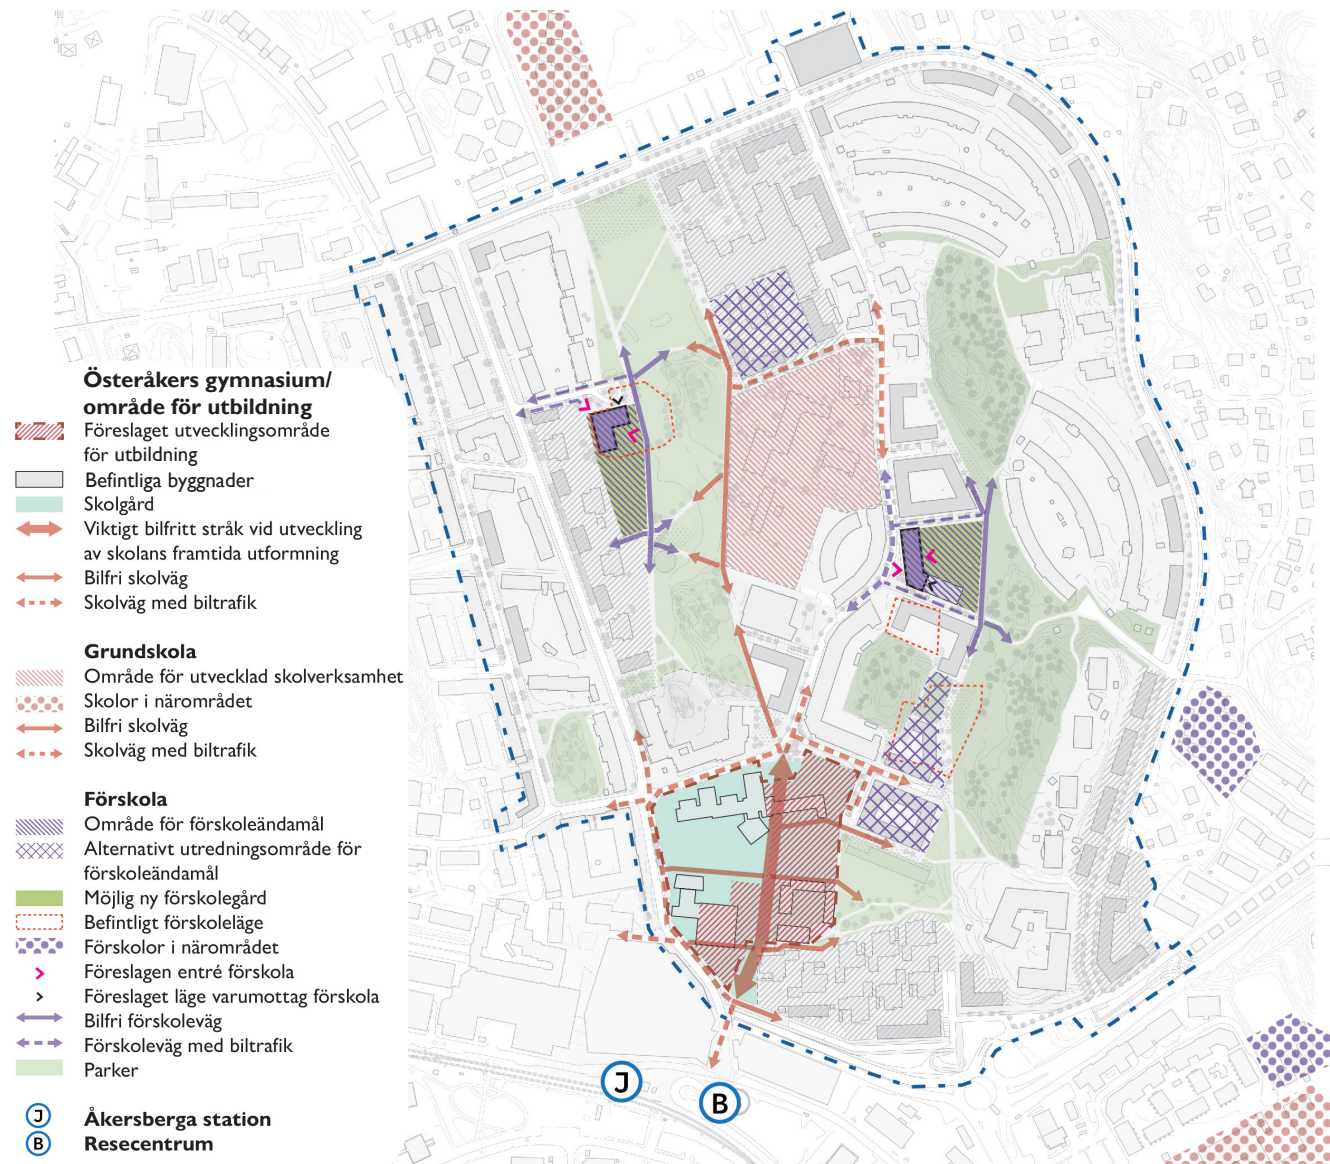 Österåkers gymnasium/
område för utbildning
Föreslaget utvecklingsområde
för utbildning
Befintliga byggnader
Skolgård
Viktigt bilfritt stråk vid utveckling
av skolans framtida utformning
Bilfri skolväg
Skolväg med biltrafik
Grundskola
Område för utvecklad skolverksamhet
Skolor i närområdet
Bilfri skolväg
Skolväg med biltrafik
Förskola
Område för förskoleändamål
Alternativt utredningsområde för
förskoleändamål
Möjlig ny förskolegård
Befintligt förskoleläge
Förskolor i närområdet
Föreslagen entré förskola
Föreslaget läge varumottag förskola
Bilfri förskoleväg
Förskoleväg med biltrafik
Parker
J Åkersberga station
B Resecentrum
J
B